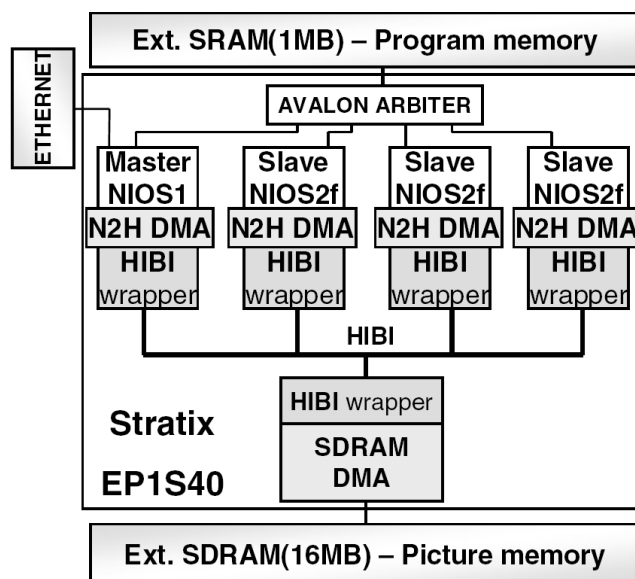 Ext. SRAM(1MB) – Program memory
ETHERNET
AVALON ARBITER
Master
NIOS1
N2H DMA
HIBI
wrapper
Slave
NIOS2f
N2H DMA
HIBI
wrapper
Slave
NIOS2f
N2H DMA
HIBI
wrapper
Slave
NIOS2f
N2H DMA
HIBI
wrapper
HIBI
HIBI wrapper
SDRAM
DMA
Stratix
EP1S40
Ext. SDRAM(16MB) – Picture memory